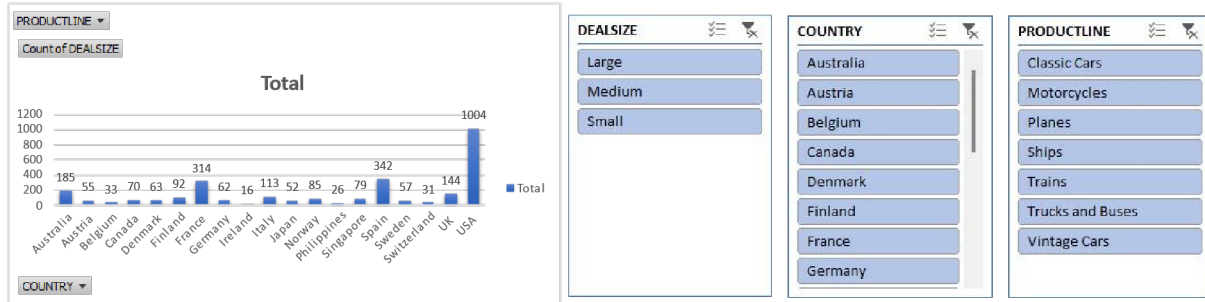 PRODUCTLINE
Count of DEALSIZE
Total
1200
1000
800
600
400
200
0
185
55
33
70
63
92
314
62
16
113
52
85
26
79
342
57
31
144
1004
Australia
Austria
Belgium
Canada
Denmark
Finland
France
Germany
Ireland
Italy
Japan
Norway
Philippines
Singapore
Spain
Sweden
Switzerland
UK
USA
Total
COUNTRY
DEALSIZE
Large
Medium
Small
COUNTRY
Australia
Austria
Belgium
Canada
Denmark
Finland
France
Germany
PRODUCTLINE
Classic Cars
Motorcycles
Planes
Ships
Trains
Trucks and Buses
Vintage Cars